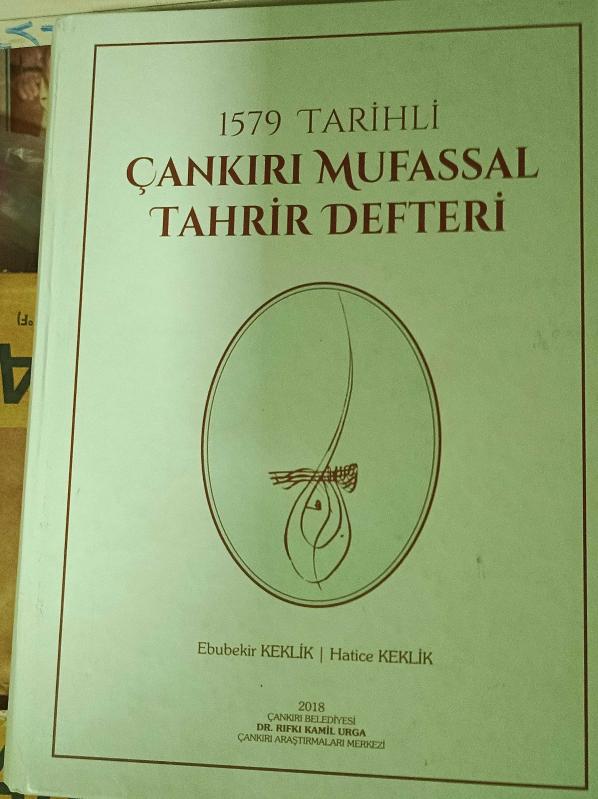 1579 TARİHLİ
ÇANKIRI MUFASSAL
TAHRİR DEFTERİ
Ebubekir KEKLİK | Hatice KEKLİK
2018
ÇANKIRI BELEDİYESİ
DR. RIFKI KAMİL URGA
ÇANKIRI ARAŞTIRMALARI MERKEZİ